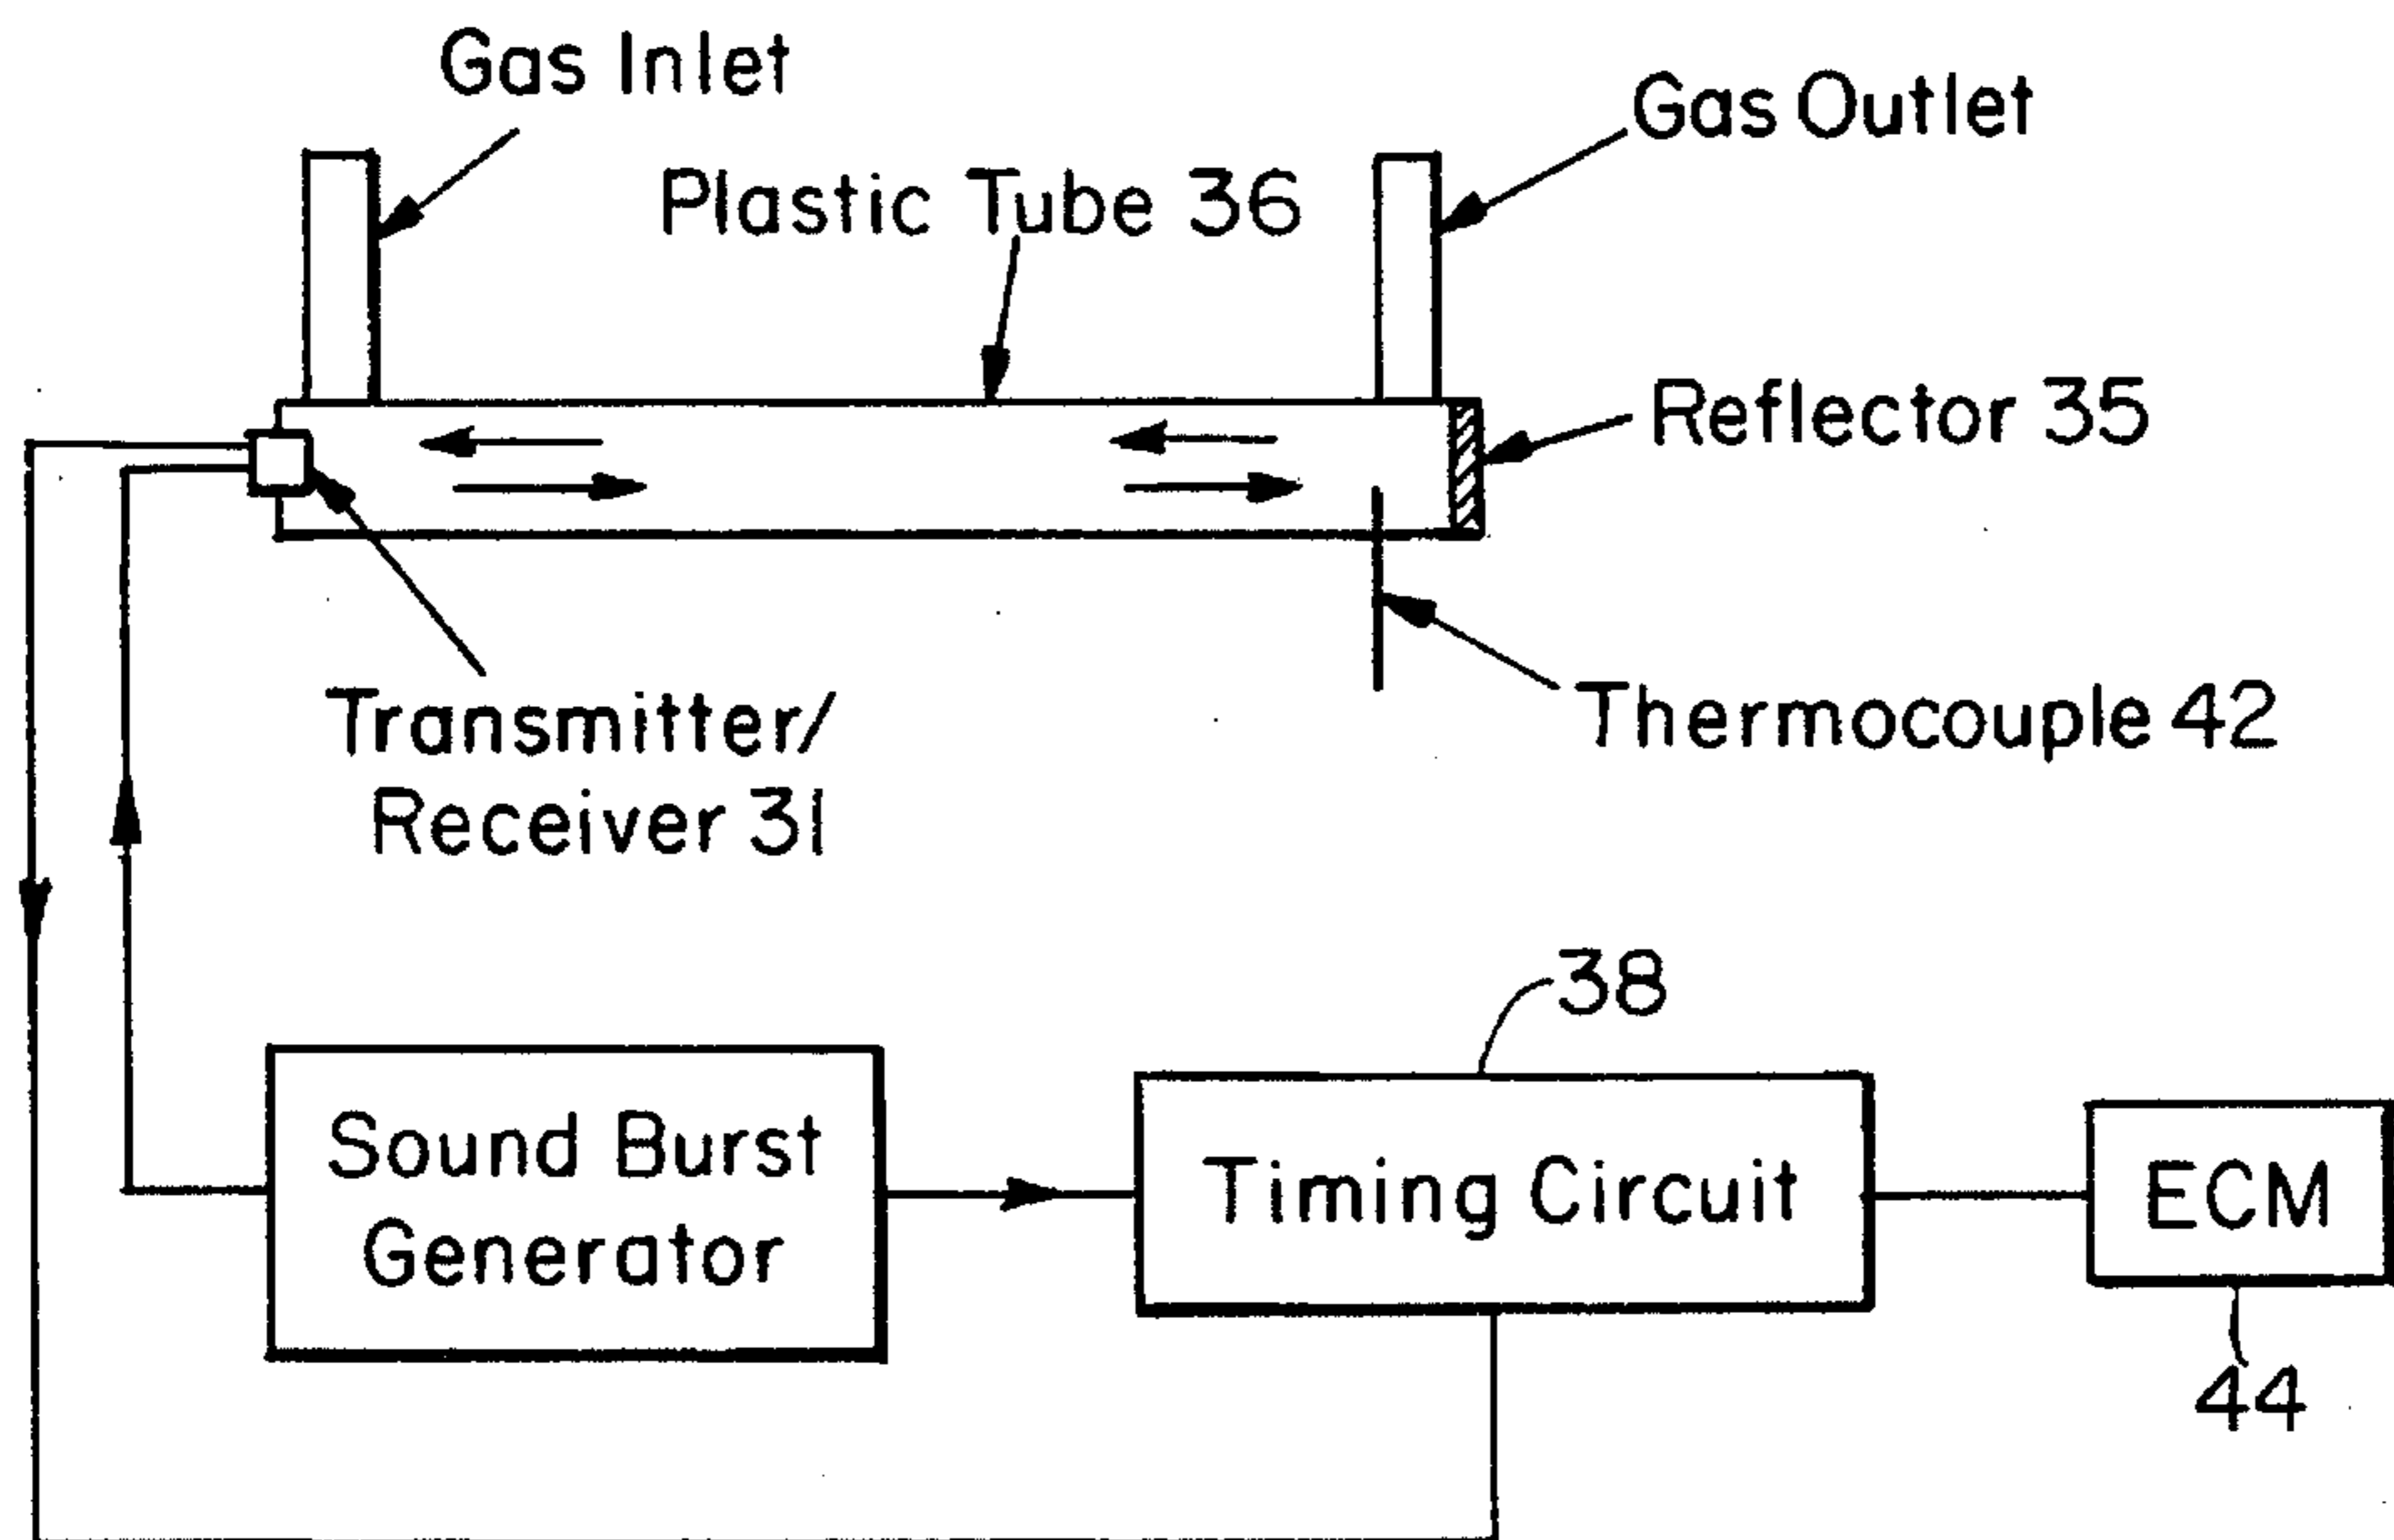 Gas Inlet
Gas Outlet
Plastic Tube 36
Reflector 35
Transmitter/
Receiver 31
Thermocouple 42
38
Sound Burst
Generator
Timing Circuit
ECM
44